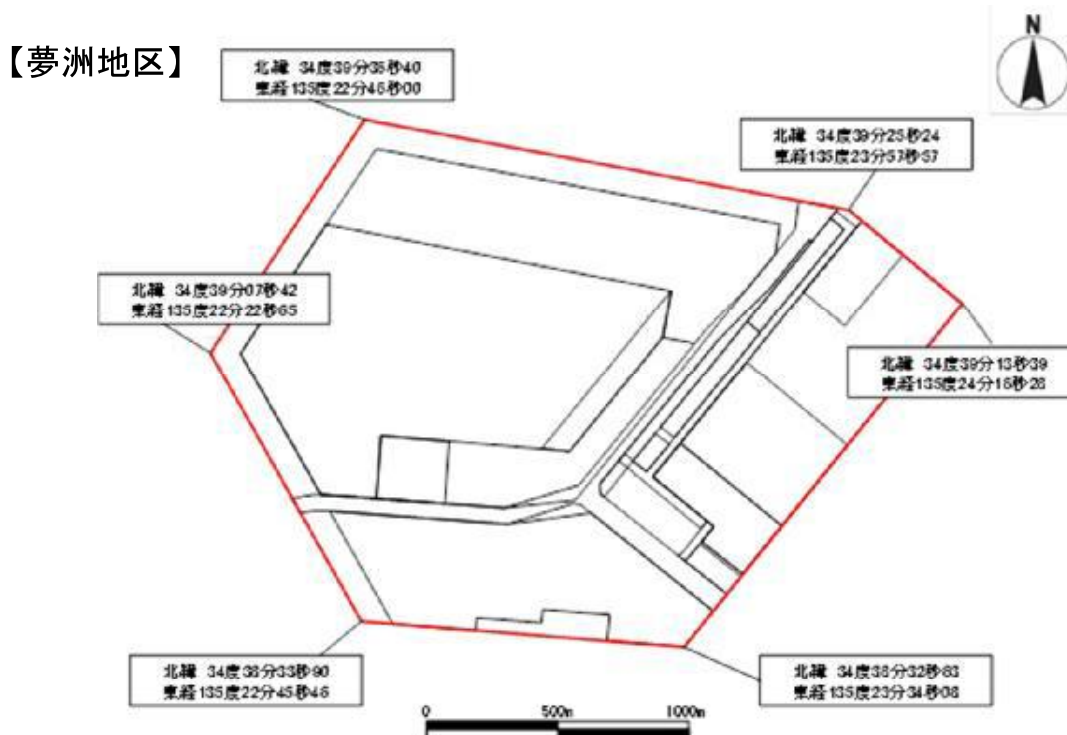 【夢洲地区】
N
北緯 34度39分35秒40
東経135度22分46秒00
北緯 34度39分25秒24
東経135度23分57秒57
北緯 34度39分07秒42
東経135度22分22秒65
北緯 34度39分13秒39
東経135度24分16秒28
北緯 34度38分33秒90
東経135度22分45秒46
北緯 34度38分32秒63
東経135度23分34秒08
0 500m 1000m